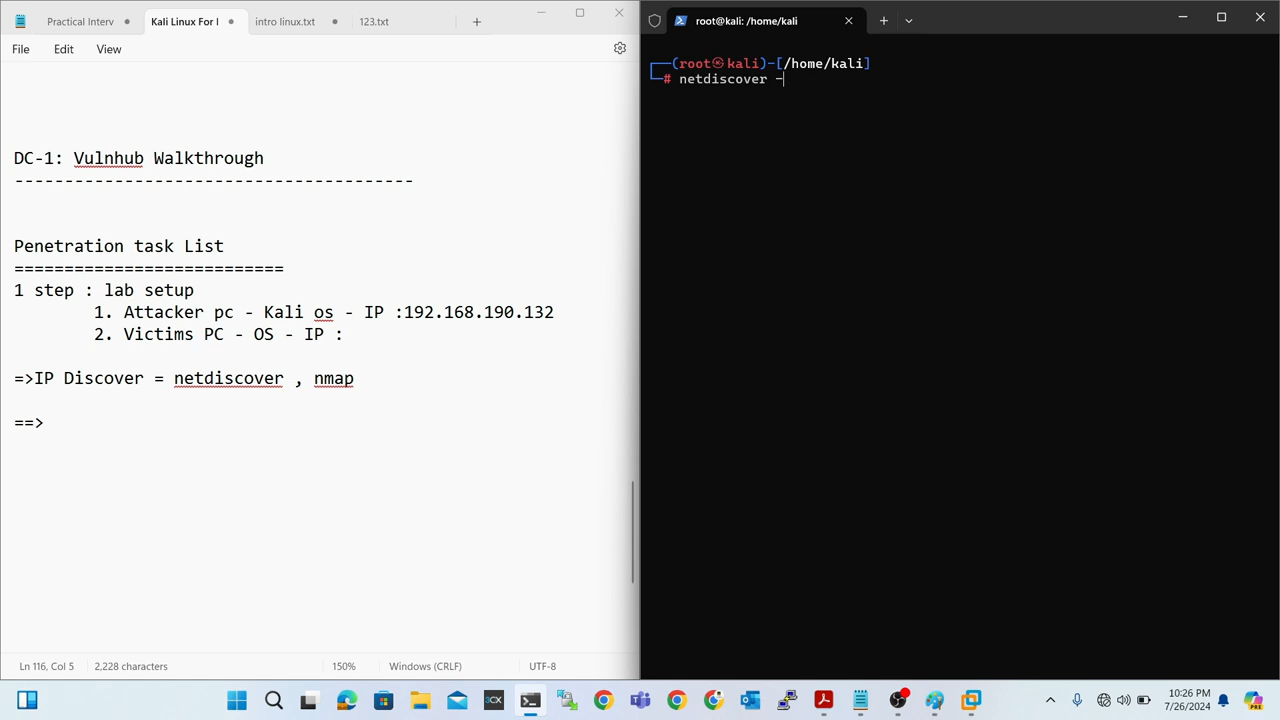 Practical Interv
Kali Linux For I
intro linux.txt
123.txt
File Edit View
DC-1: Vulnhub Walkthrough
----------------------------------------
Penetration task List
===========================
1 step : lab setup
1. Attacker pc - Kali os - IP :192.168.190.132
2. Victims PC - OS - IP :
=>IP Discover = netdiscover , nmap
==>
Ln 116, Col 5
2,228 characters
150%
Windows (CRLF)
UTF-8
root@kali: /home/kali
┌──(root㉿kali)-[/home/kali]
└─# netdiscover -
3CX
PRE
10:26 PM
7/26/2024